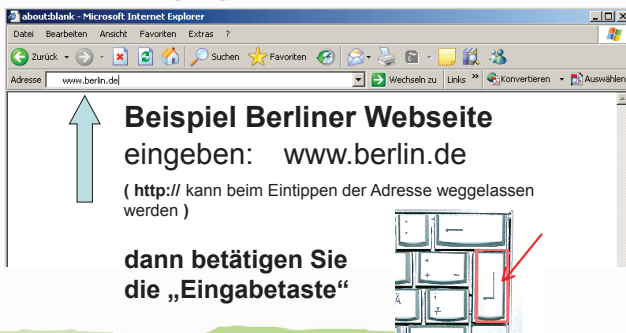 about:blank - Microsoft Internet Explorer
Datei Bearbeiten Ansicht Favoriten Extras ?
Zurück Suchen Favoriten
Adresse www.berlin.de Wechseln zu Links » Konvertieren Auswählen
Beispiel Berliner Webseite
eingeben: www.berlin.de
( http:// kann beim Eintippen der Adresse weggelassen
werden )
dann betätigen Sie
die „Eingabetaste“